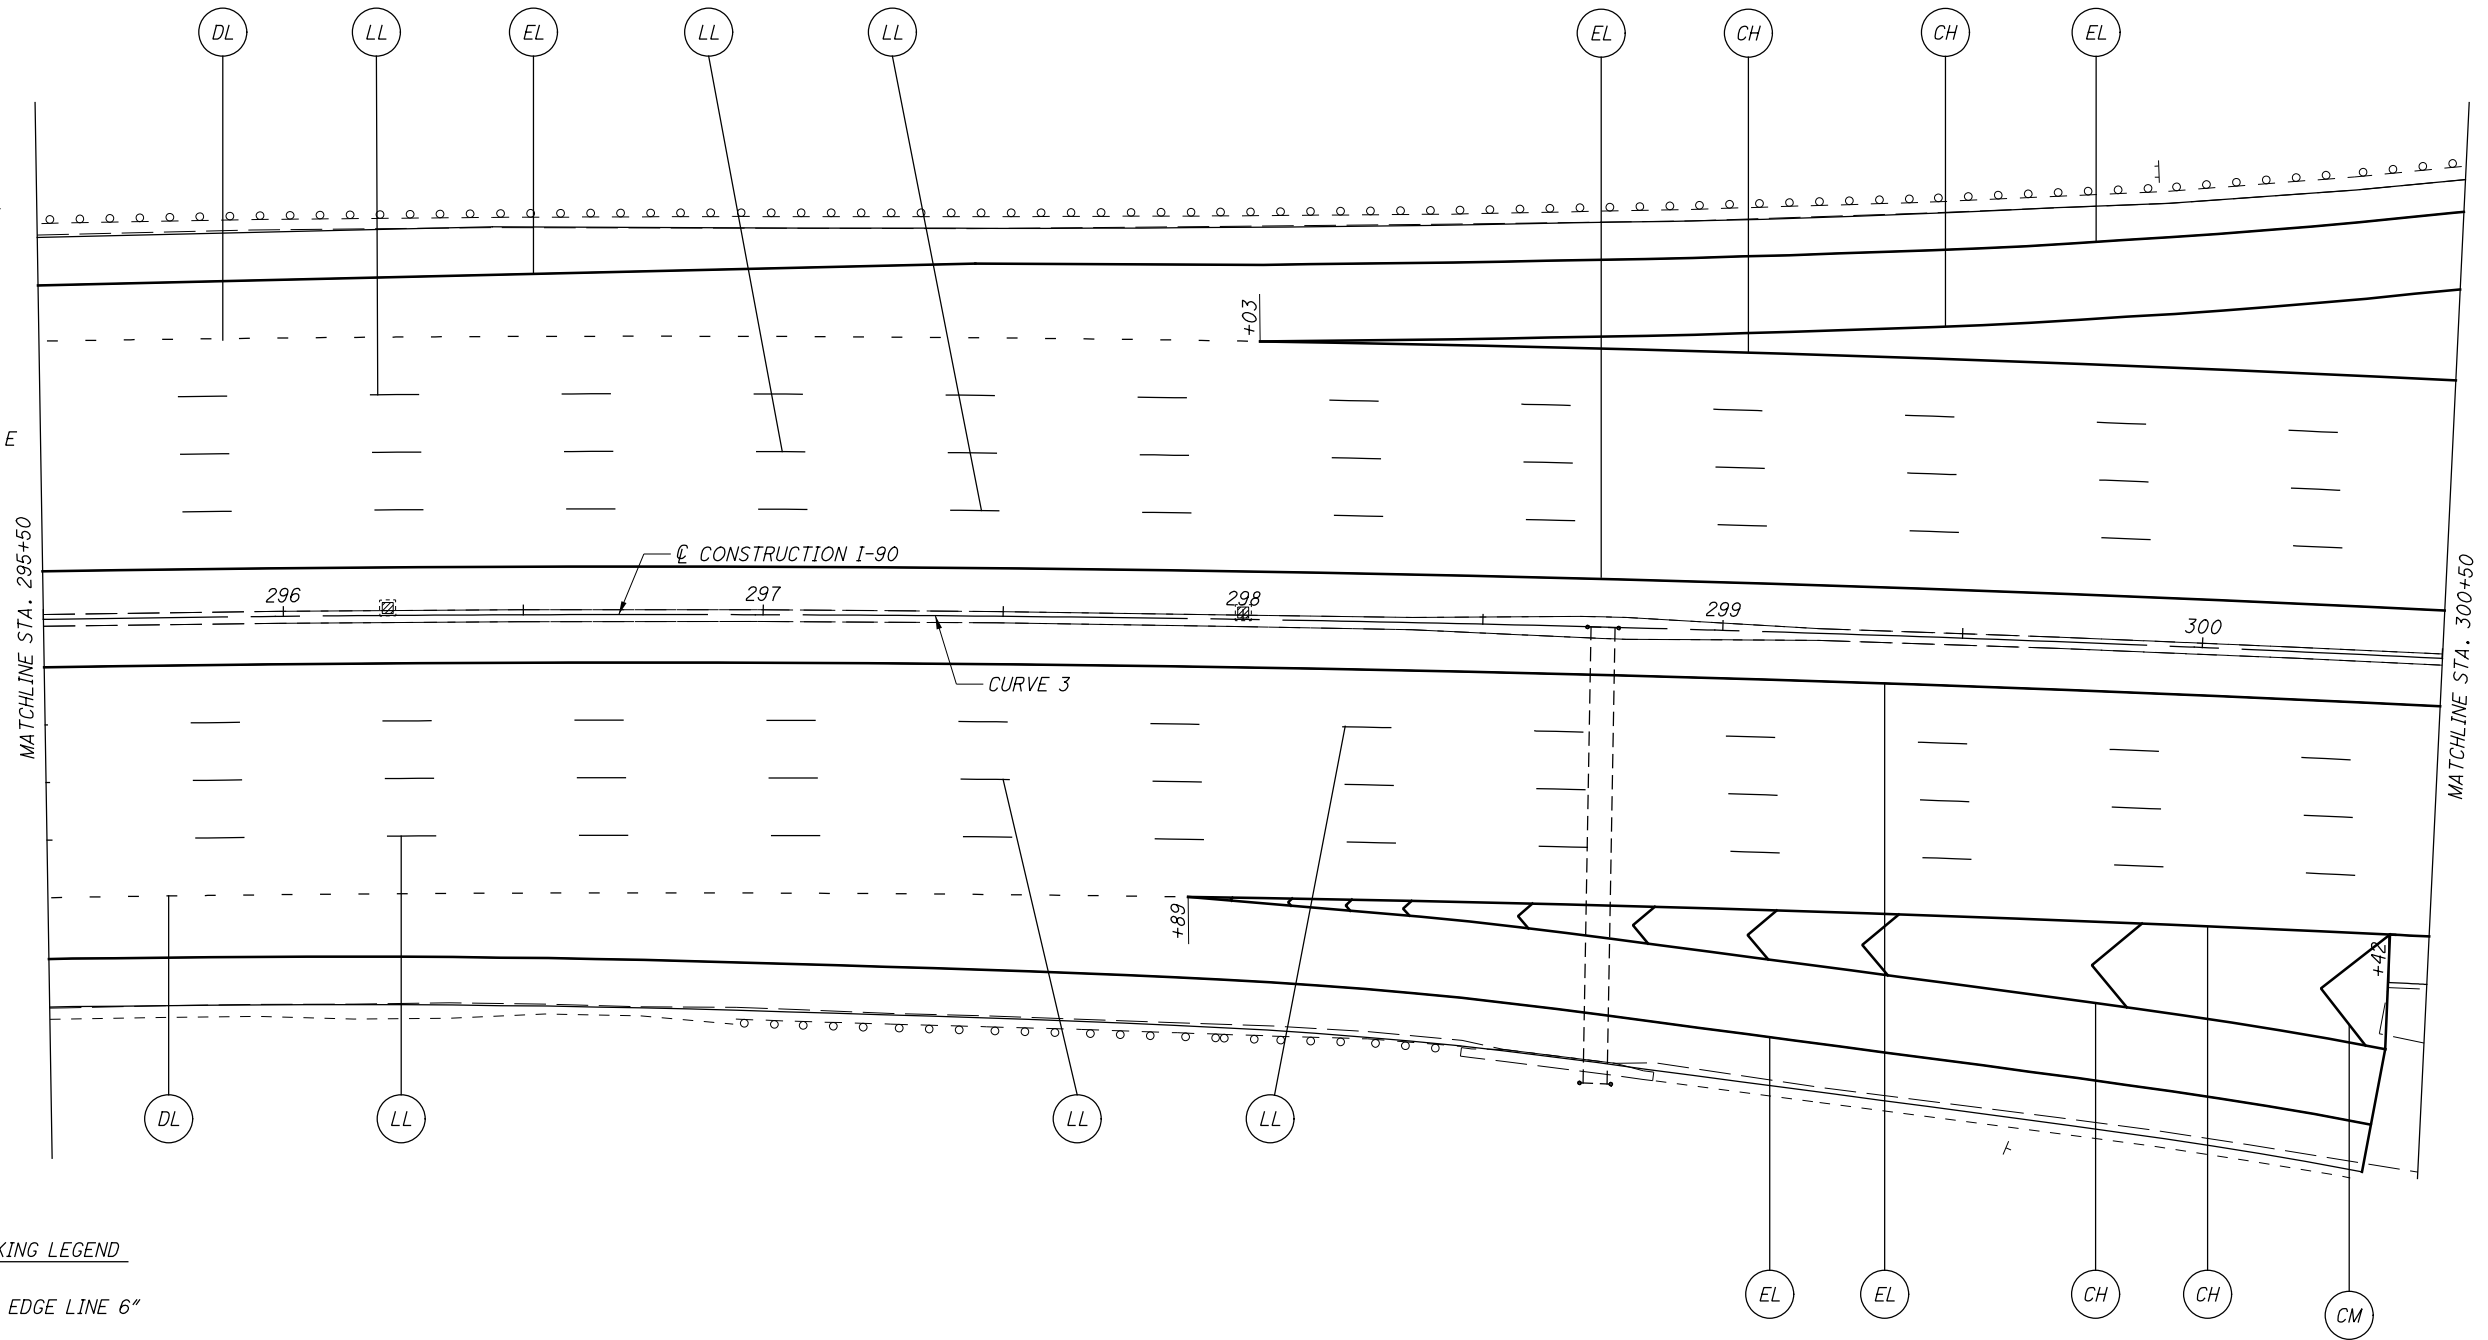 DL LL EL LL LL EL CH CH EL
+03
E
MATCHLINE STA. 295+50
℄ CONSTRUCTION I-90
296 297 298 299 300
CURVE 3
MATCHLINE STA. 300+50
+89
+42
DL LL LL LL
KING LEGEND
EDGE LINE 6"
EL EL CH CH CM